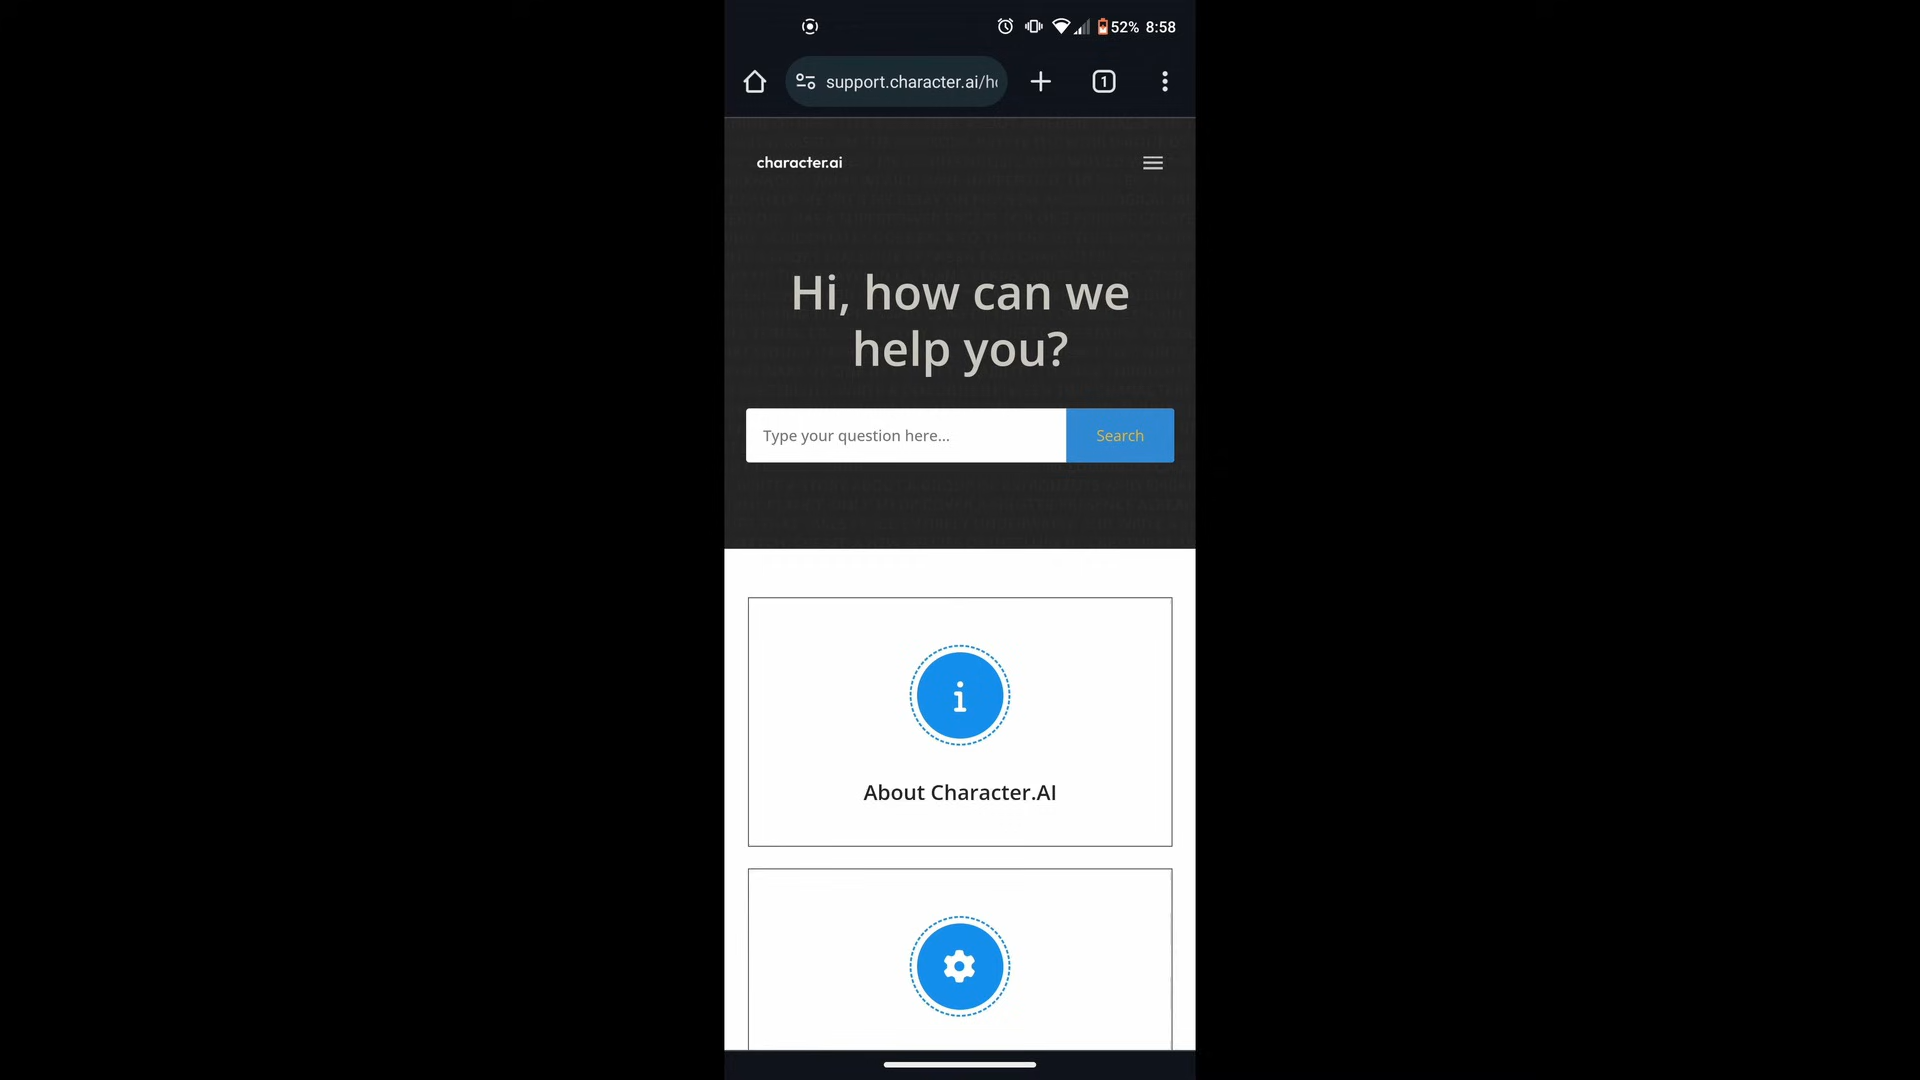 52% 8:58
support.character.ai/h
1
character.ai
Hi, how can we
help you?
Type your question here...
Search
About Character.AI